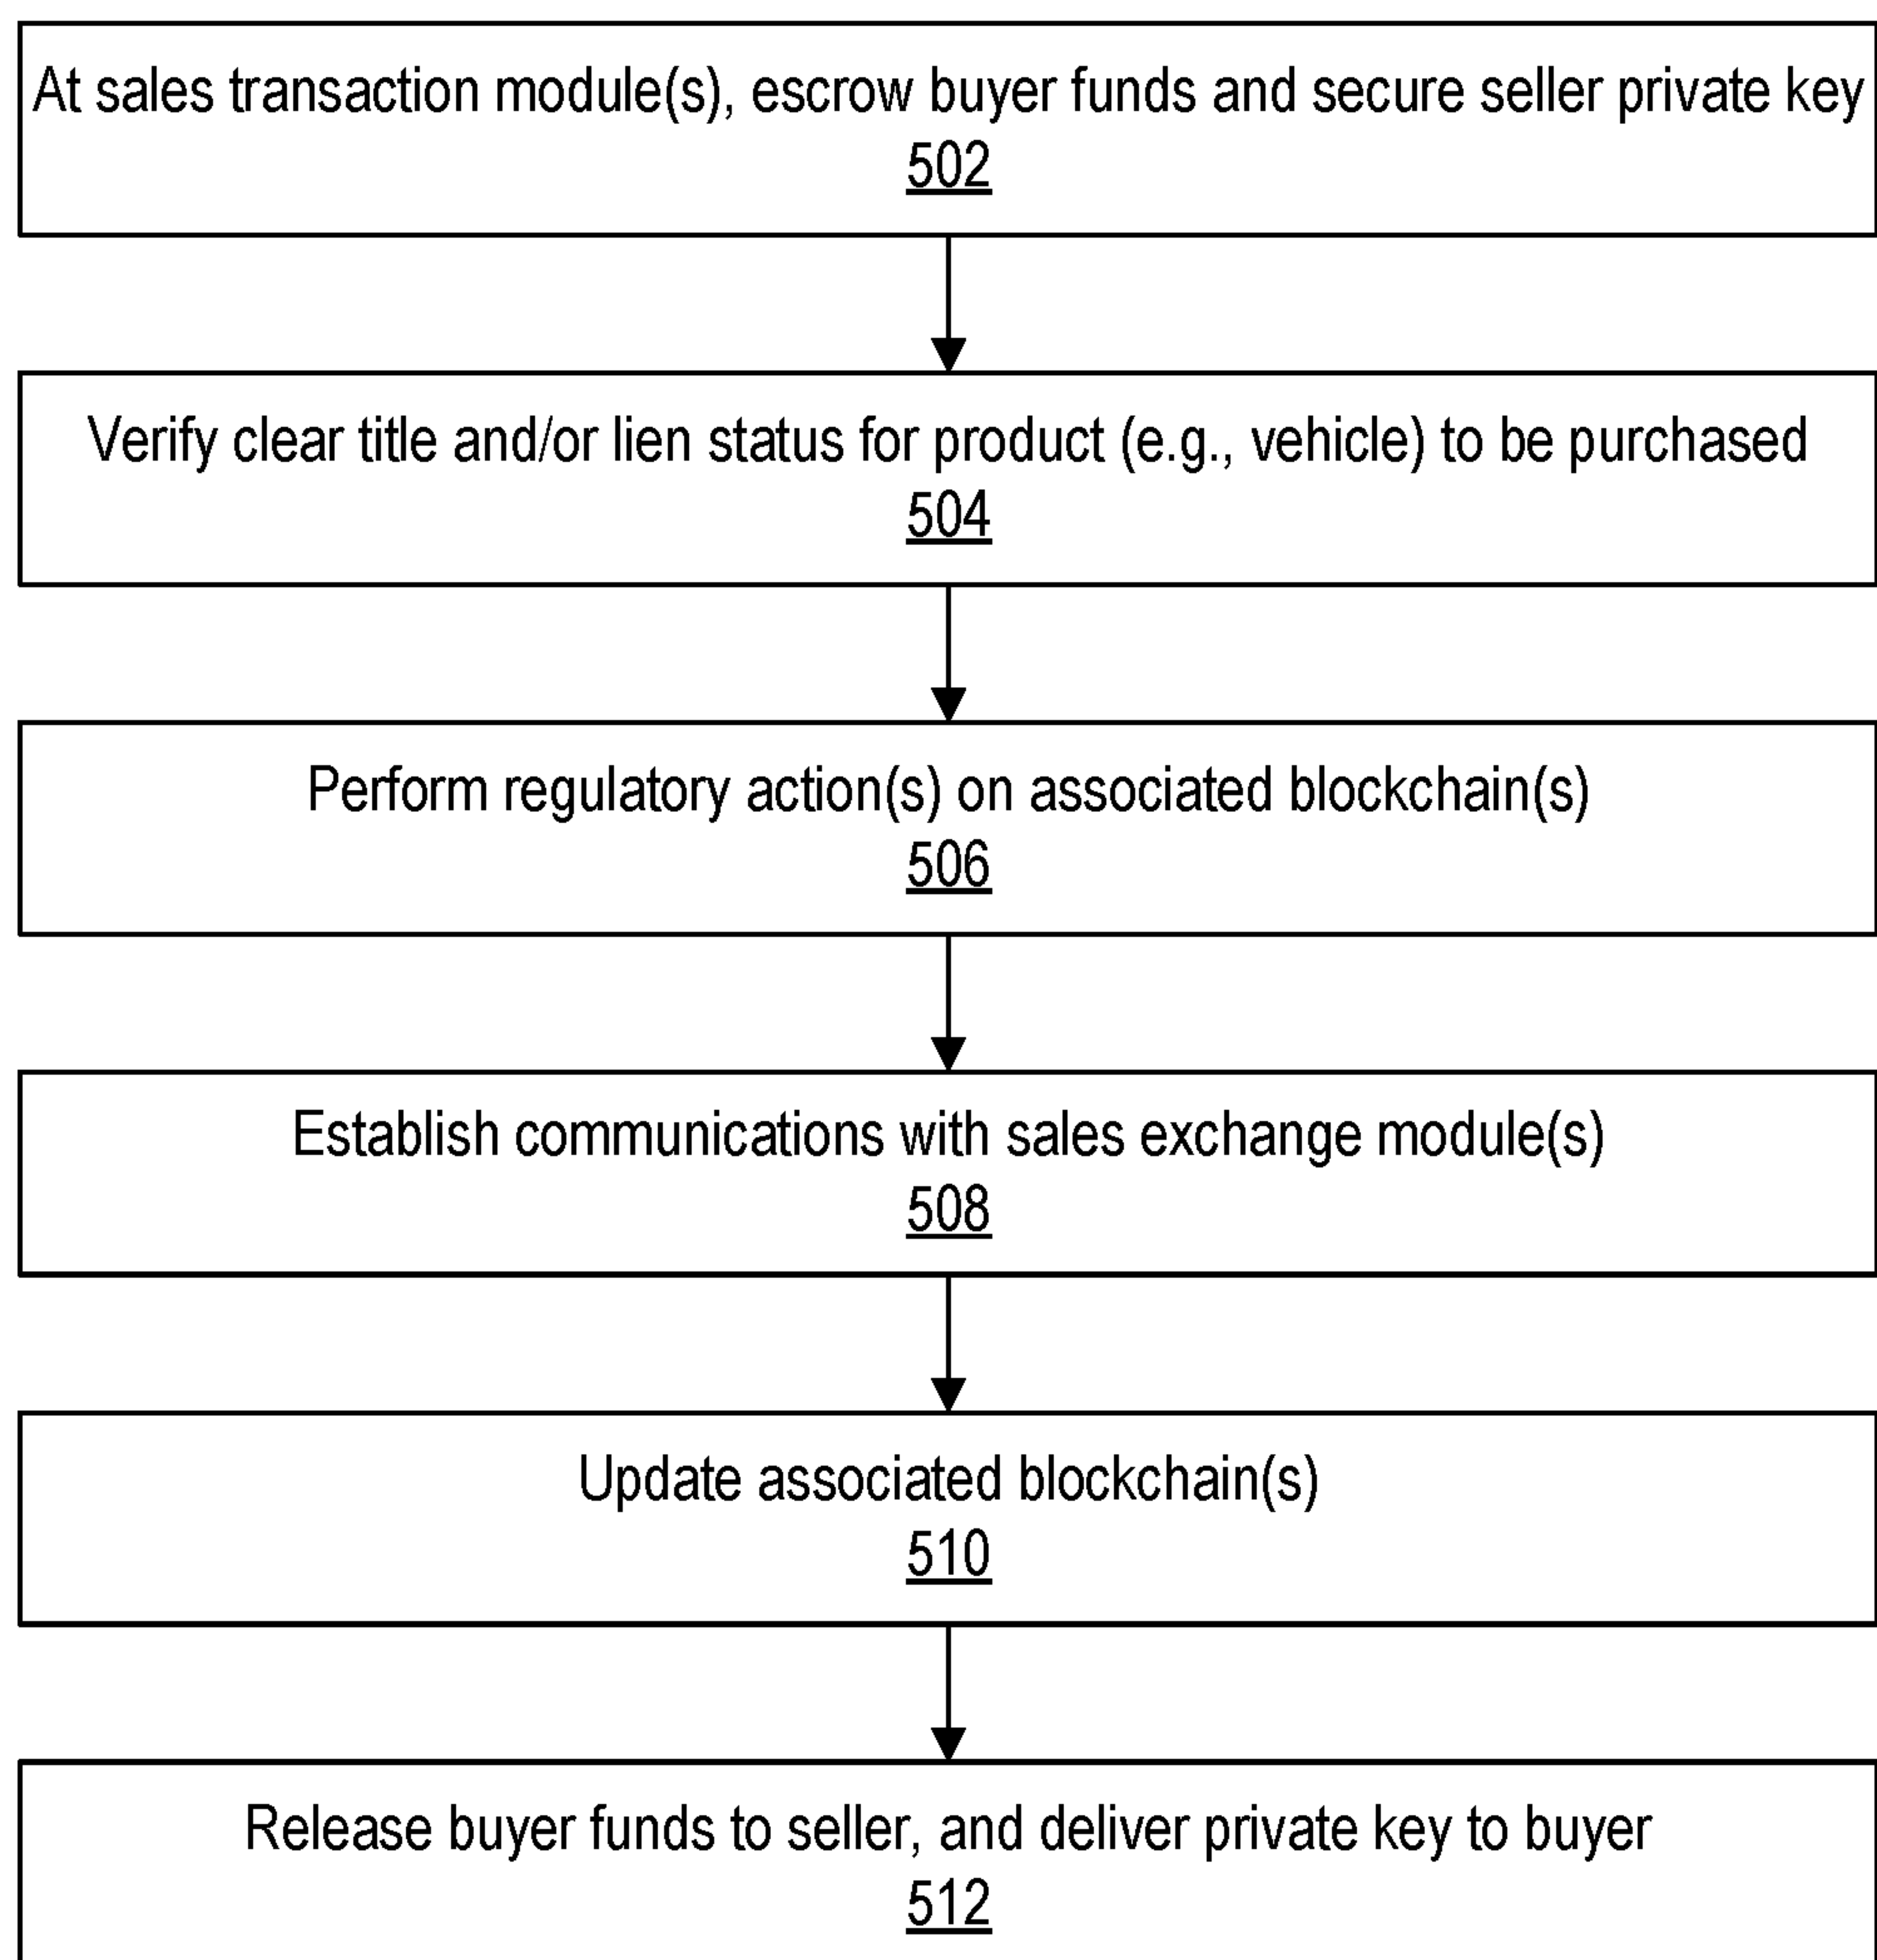 At sales transaction module(s), escrow buyer funds and secure seller private key
502
Verify clear title and/or lien status for product (e.g., vehicle) to be purchased
504
Perform regulatory action(s) on associated blockchain(s)
506
Establish communications with sales exchange module(s)
508
Update associated blockchain(s)
510
Release buyer funds to seller, and deliver private key to buyer
512